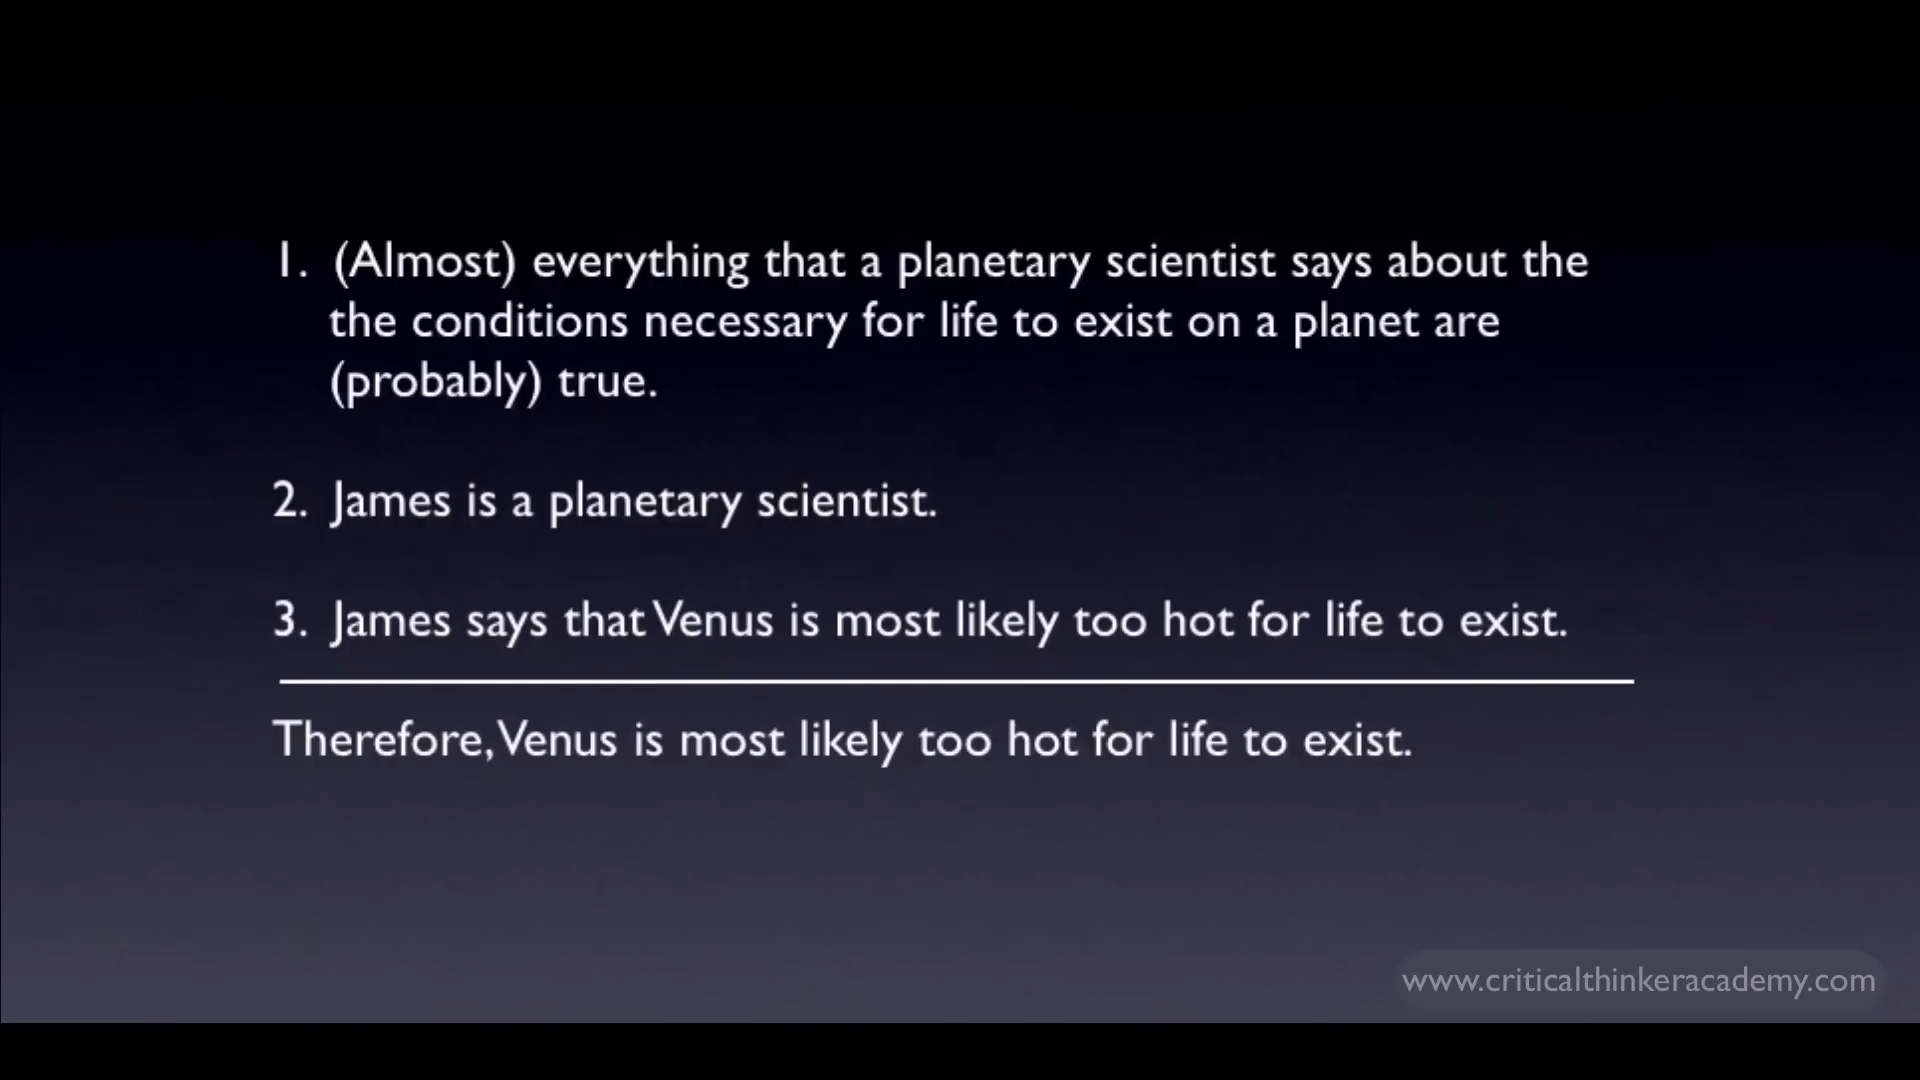 1. (Almost) everything that a planetary scientist says about the
the conditions necessary for life to exist on a planet are
(probably) true.
2. James is a planetary scientist.
3. James says that Venus is most likely too hot for life to exist.
Therefore, Venus is most likely too hot for life to exist.
www.criticalthinkeracademy.com